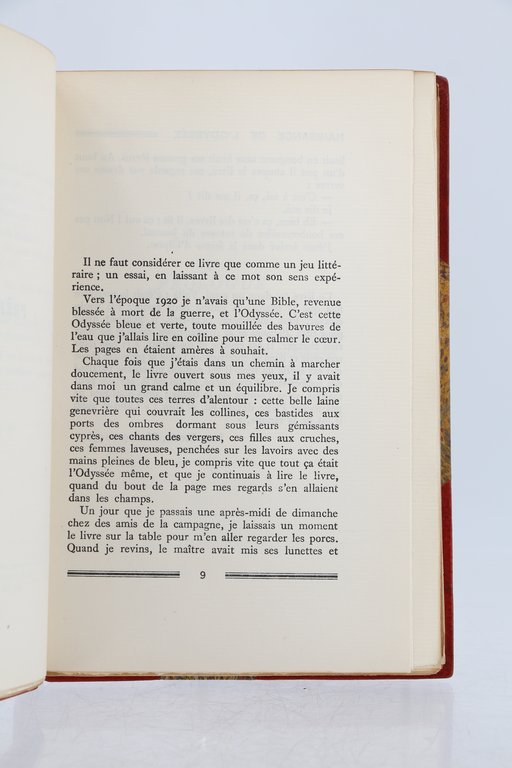 Il ne faut considérer ce livre que comme un jeu litté-
raire ; un essai, en laissant à ce mot son sens expé-
rience.
Vers l'époque 1920 je n'avais qu'une Bible, revenue
blessée à mort de la guerre, et l'Odyssée. C'est cette
Odyssée bleue et verte, toute mouillée des bavures de
l'eau que j'allais lire en colline pour me calmer le cœur.
Les pages en étaient amères à souhait.
Chaque fois que j'étais dans un chemin à marcher
doucement, le livre ouvert sous mes yeux, il y avait
dans moi un grand calme et un équilibre. Je compris
vite que toutes ces terres d'alentour : cette belle laine
genevrière qui couvrait les collines, ces bastides aux
ports des ombres dormant sous leurs gémissants
cyprès, ces chants des vergers, ces filles aux cruches,
ces femmes laveuses, penchées sur les lavoirs avec des
mains pleines de bleu, je compris vite que tout ça était
l'Odyssée même, et que je continuais à lire le livre,
quand du bout de la page mes regards s'en allaient
dans les champs.
Un jour que je passais une après-midi de dimanche
chez des amis de la campagne, je laissais un moment
le livre sur la table pour m'en aller regarder les porcs.
Quand je revins, le maître avait mis ses lunettes et
9